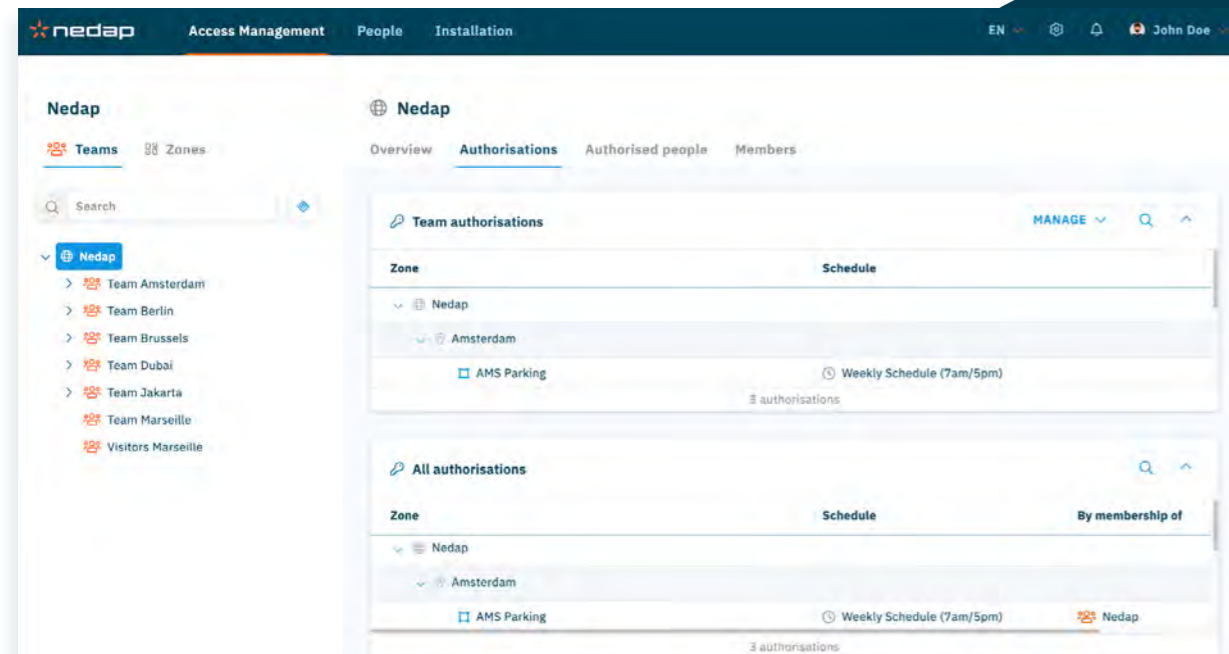 nedap Access Management People Installation EN John Doe
Nedap
Teams Zones
Search
Nedap
Team Amsterdam
Team Berlin
Team Brussels
Team Dubai
Team Jakarta
Team Marseille
Visitors Marseille
Nedap
Overview Authorisations Authorised people Members
Team authorisations MANAGE
Zone Schedule
Nedap
Amsterdam
AMS Parking Weekly Schedule (7am/5pm)
3 authorisations
All authorisations
Zone Schedule By membership of
Nedap
Amsterdam
AMS Parking Weekly Schedule (7am/5pm) Nedap
3 authorisations